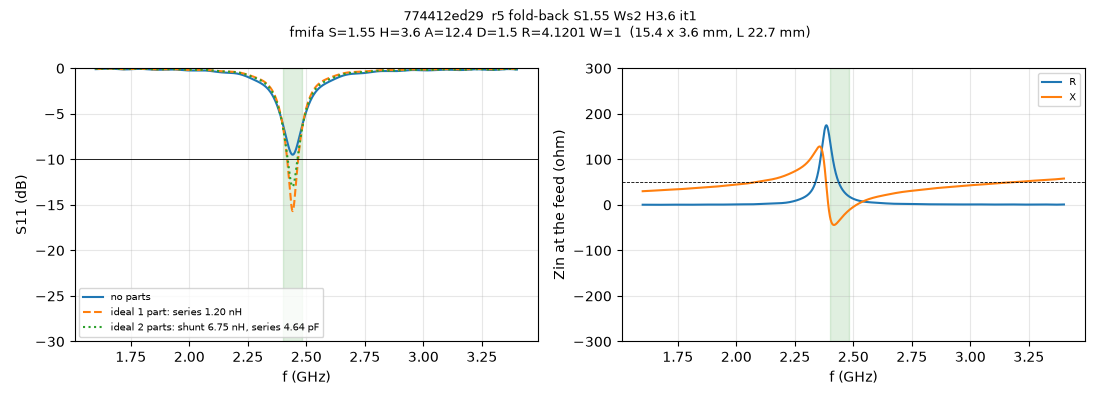 774412ed29  r5 fold-back S1.55 Ws2 H3.6 it1
fmifa S=1.55 H=3.6 A=12.4 D=1.5 R=4.1201 W=1  (15.4 x 3.6 mm, L 22.7 mm)
S11 (dB)
0
−5
−10
−15
−20
−25
−30
no parts
ideal 1 part: series 1.20 nH
ideal 2 parts: shunt 6.75 nH, series 4.64 pF
1.75 2.00 2.25 2.50 2.75 3.00 3.25
f (GHz)
Zin at the feed (ohm)
300
200
100
0
−100
−200
−300
R
X
1.75 2.00 2.25 2.50 2.75 3.00 3.25
f (GHz)